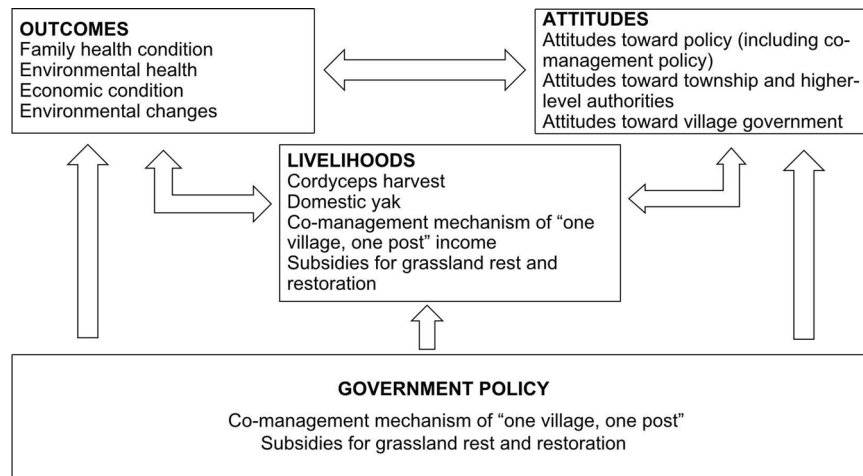 OUTCOMES
Family health condition
Environmental health
Economic condition
Environmental changes
ATTITUDES
Attitudes toward policy (including co-
management policy)
Attitudes toward township and higher-
level authorities
Attitudes toward village government
LIVELIHOODS
Cordyceps harvest
Domestic yak
Co-management mechanism of “one
village, one post” income
Subsidies for grassland rest and
restoration
GOVERNMENT POLICY
Co-management mechanism of “one village, one post”
Subsidies for grassland rest and restoration